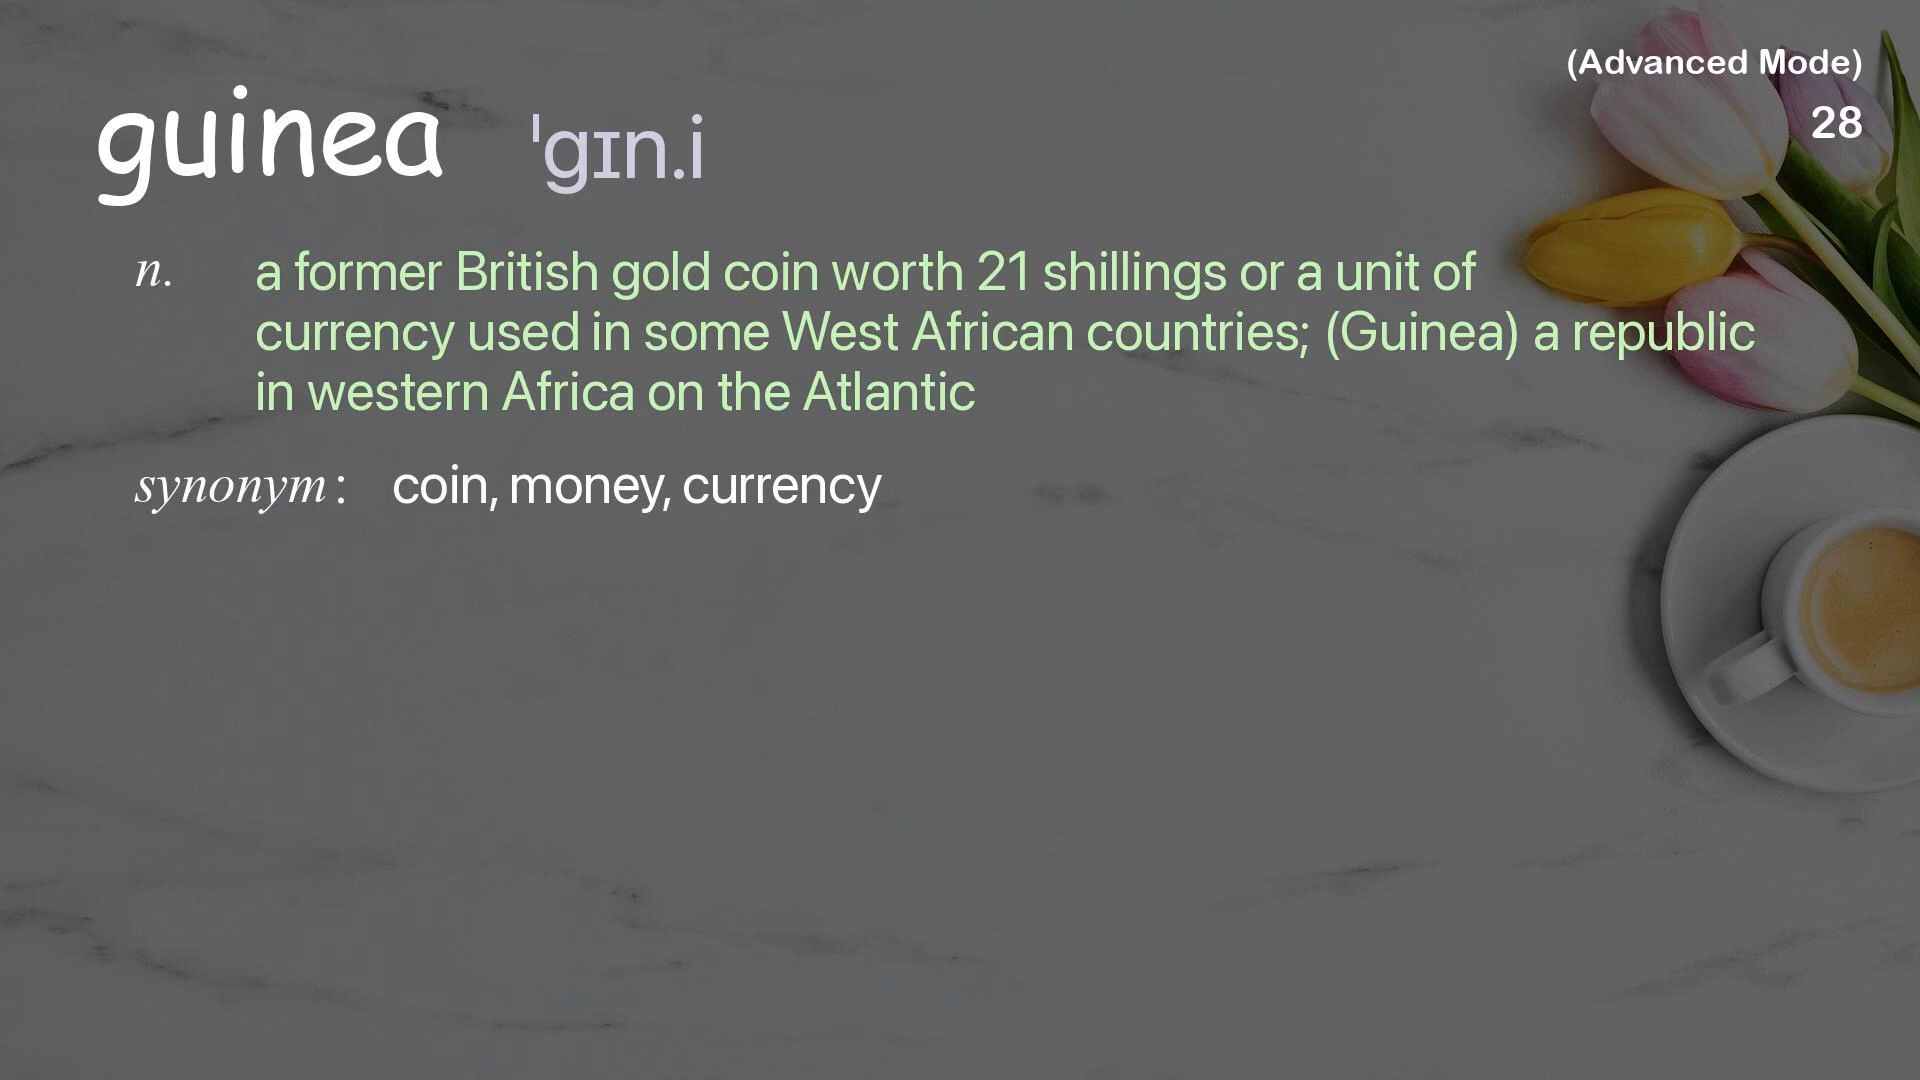 (Advanced Mode)
28
guinea ˈɡɪn.i
n. a former British gold coin worth 21 shillings or a unit of
currency used in some West African countries; (Guinea) a republic
in western Africa on the Atlantic
synonym: coin, money, currency